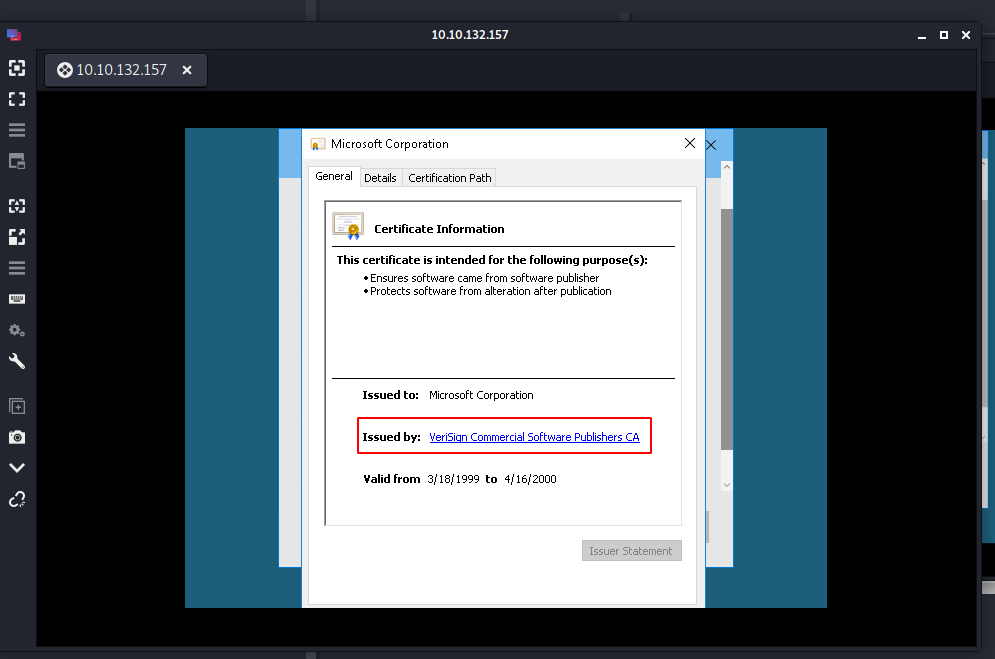 10.10.132.157
10.10.132.157
Microsoft Corporation
General Details Certification Path
Certificate Information
This certificate is intended for the following purpose(s):
•Ensures software came from software publisher
•Protects software from alteration after publication
Issued to: Microsoft Corporation
Issued by: VeriSign Commercial Software Publishers CA
Valid from 3/18/1999 to 4/16/2000
Issuer Statement